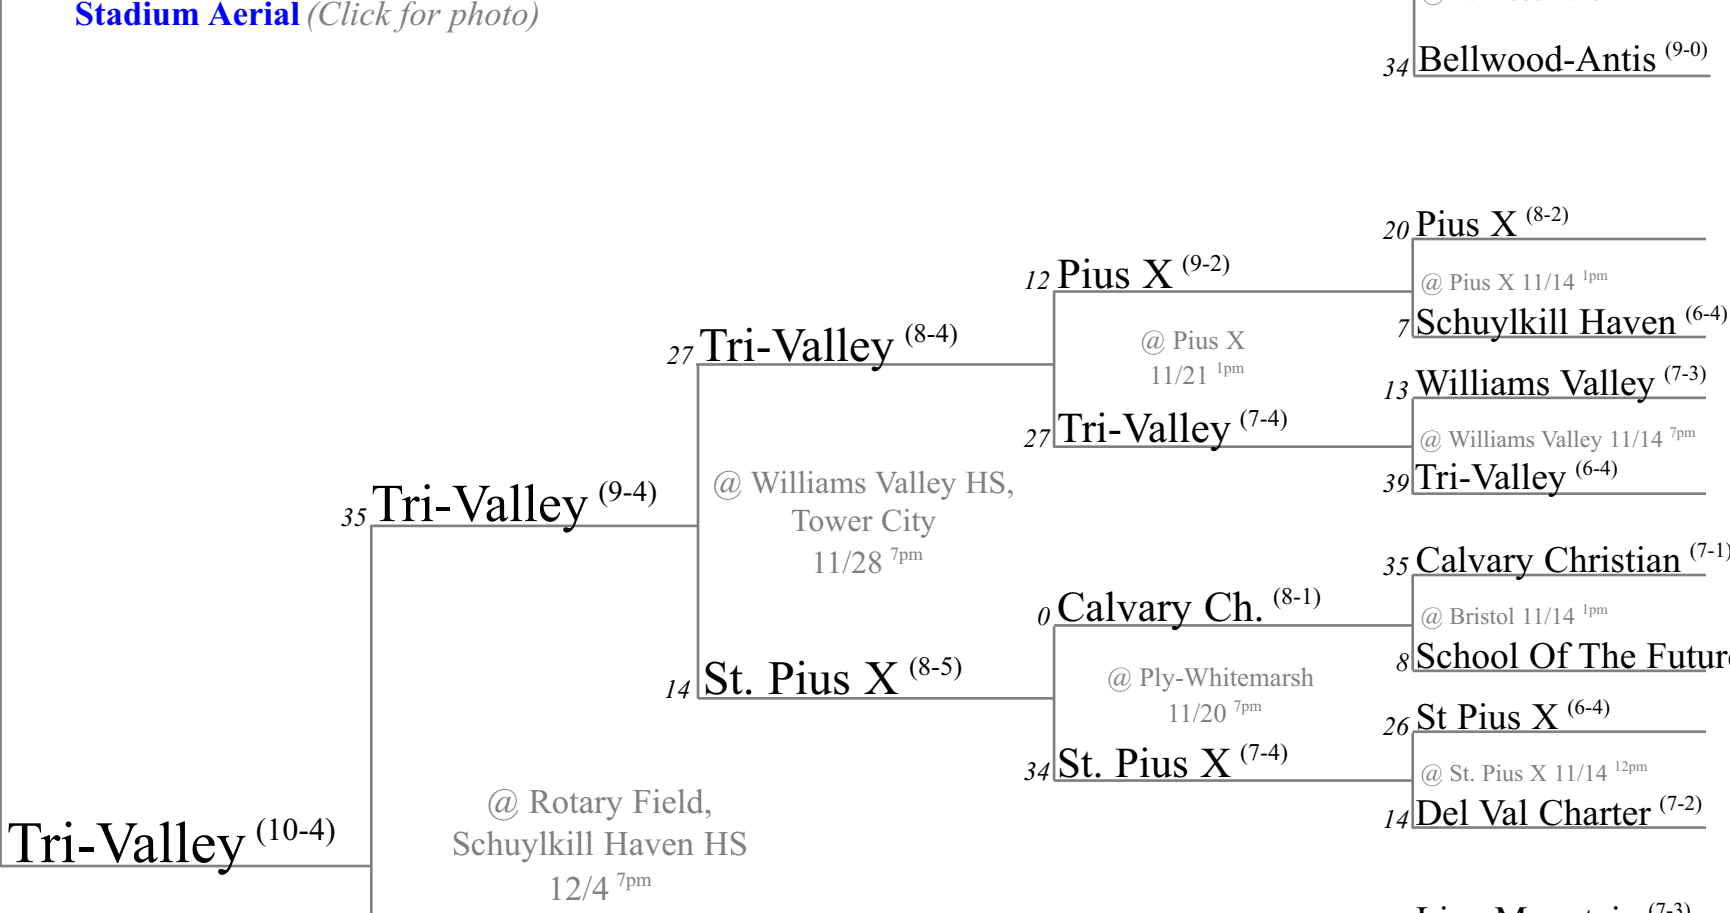 Stadium Aerial (Click for photo)
34 Bellwood-Antis (9-0)
20 Pius X (8-2)
@ Pius X 11/14 1pm
7 Schuylkill Haven (6-4)
12 Pius X (9-2)
@ Pius X
11/21 1pm
27 Tri-Valley (8-4)
13 Williams Valley (7-3)
@ Williams Valley 11/14 7pm
27 Tri-Valley (7-4)
39 Tri-Valley (6-4)
@ Williams Valley HS,
Tower City
11/28 7pm
35 Tri-Valley (9-4)
35 Calvary Christian (7-1)
@ Bristol 11/14 1pm
0 Calvary Ch. (8-1)
8 School Of The Future
@ Ply-Whitemarsh
11/20 7pm
14 St. Pius X (8-5)
26 St Pius X (6-4)
@ St. Pius X 11/14 12pm
34 St. Pius X (7-4)
14 Del Val Charter (7-2)
@ Rotary Field,
Schuylkill Haven HS
12/4 7pm
Tri-Valley (10-4)
(7-3)